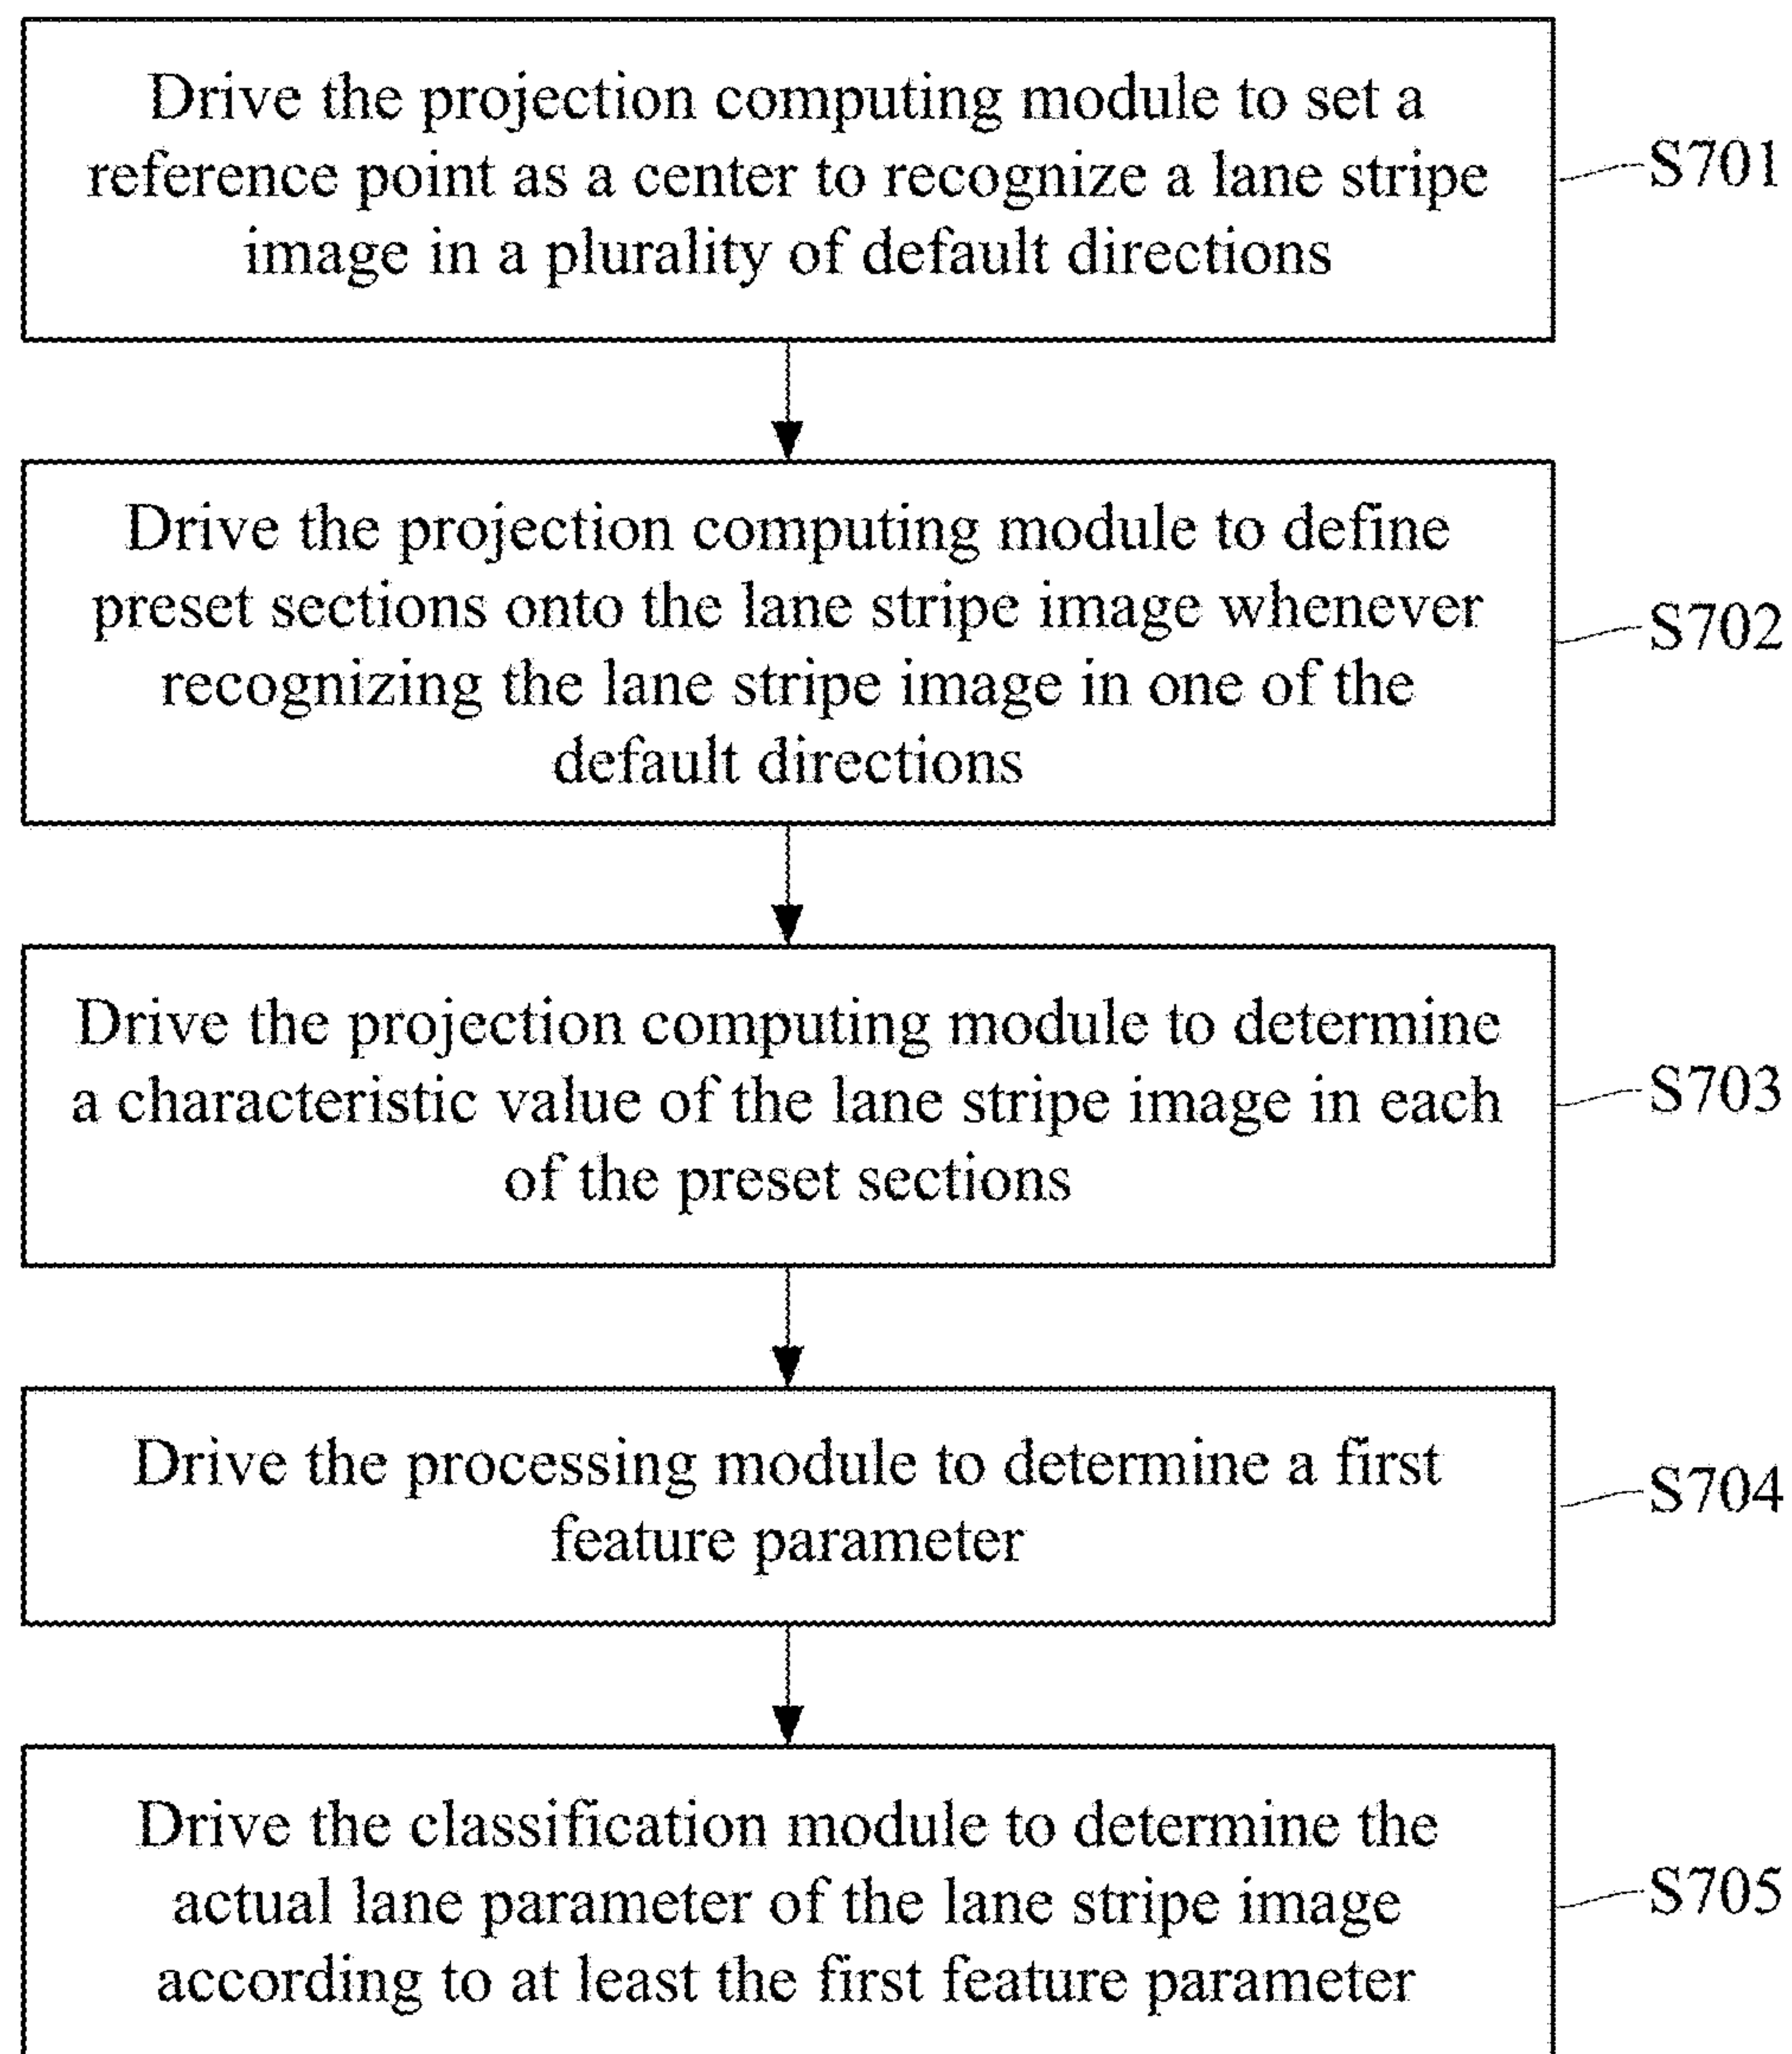 Drive the projection computing module to set a
reference point as a center to recognize a lane stripe
image in a plurality of default directions
S701
Drive the projection computing module to define
preset sections onto the lane stripe image whenever
recognizing the lane stripe image in one of the
default directions
S702
Drive the projection computing module to determine
a characteristic value of the lane stripe image in each
of the preset sections
S703
Drive the processing module to determine a first
feature parameter
S704
Drive the classification module to determine the
actual lane parameter of the lane stripe image
according to at least the first feature parameter
S705